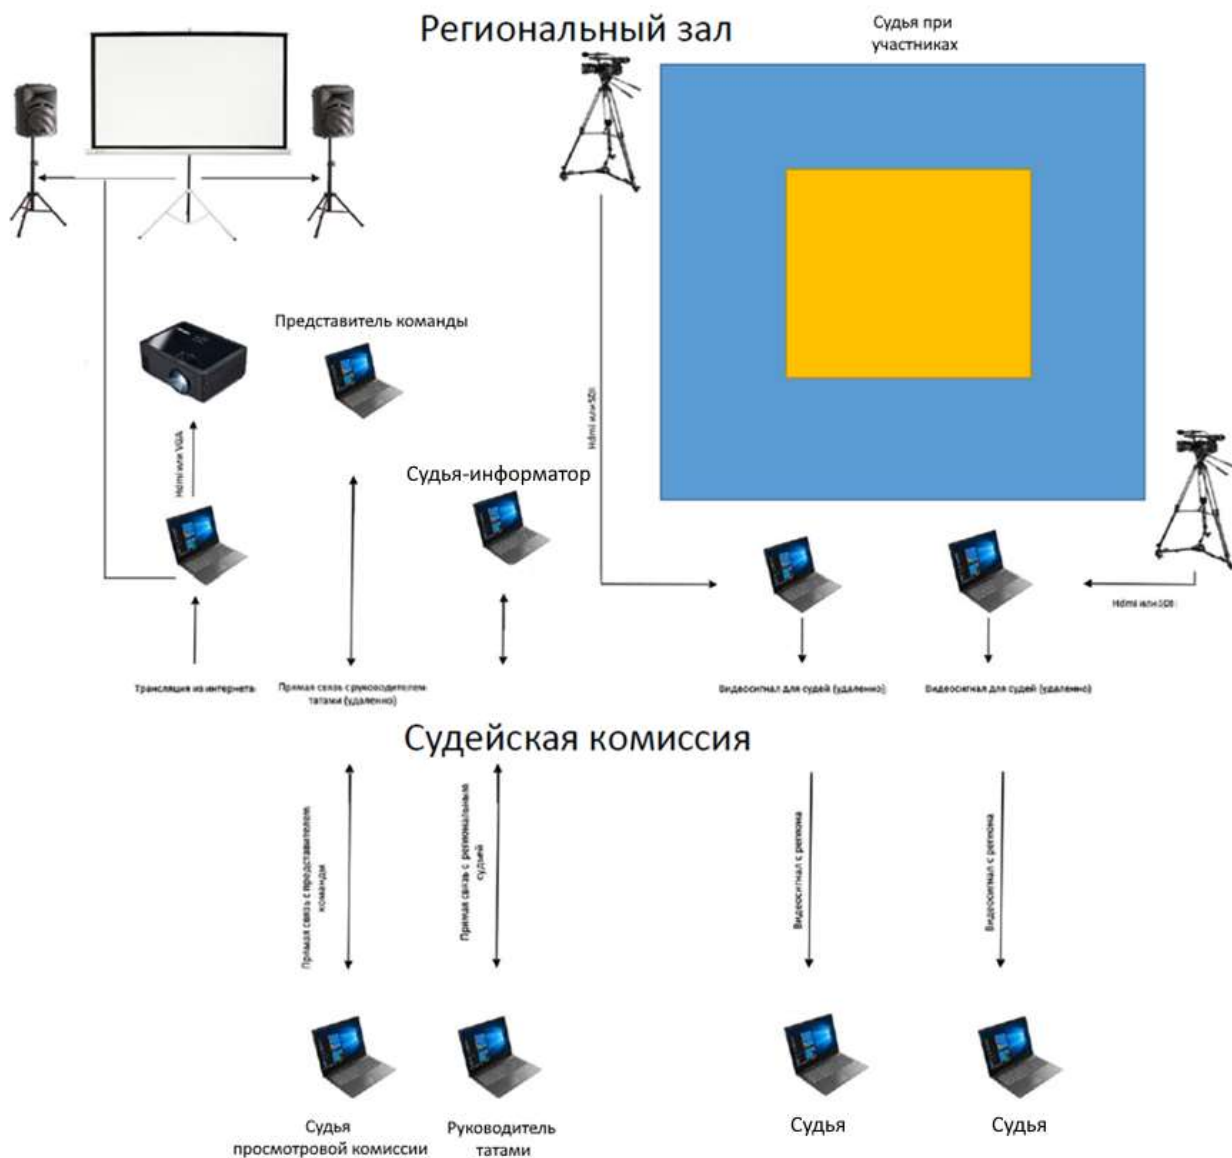 Региональный зал
Судья при
участниках
Представитель команды
Судья-информатор
Hdmi или VGA
Hdmi или SDI
Hdmi или SDI
Трансляция из интернета
Прямая связь с руководителем
татами (удаленно)
Видеосигнал для судей (удаленно)
Видеосигнал для судей (удаленно)
Судейская комиссия
Прямая связь с представителем
команды
Прямая связь с региональным
судьей
Видеосигнал с региона
Видеосигнал с региона
Судья
просмотровой комиссии
Руководитель
татами
Судья
Судья